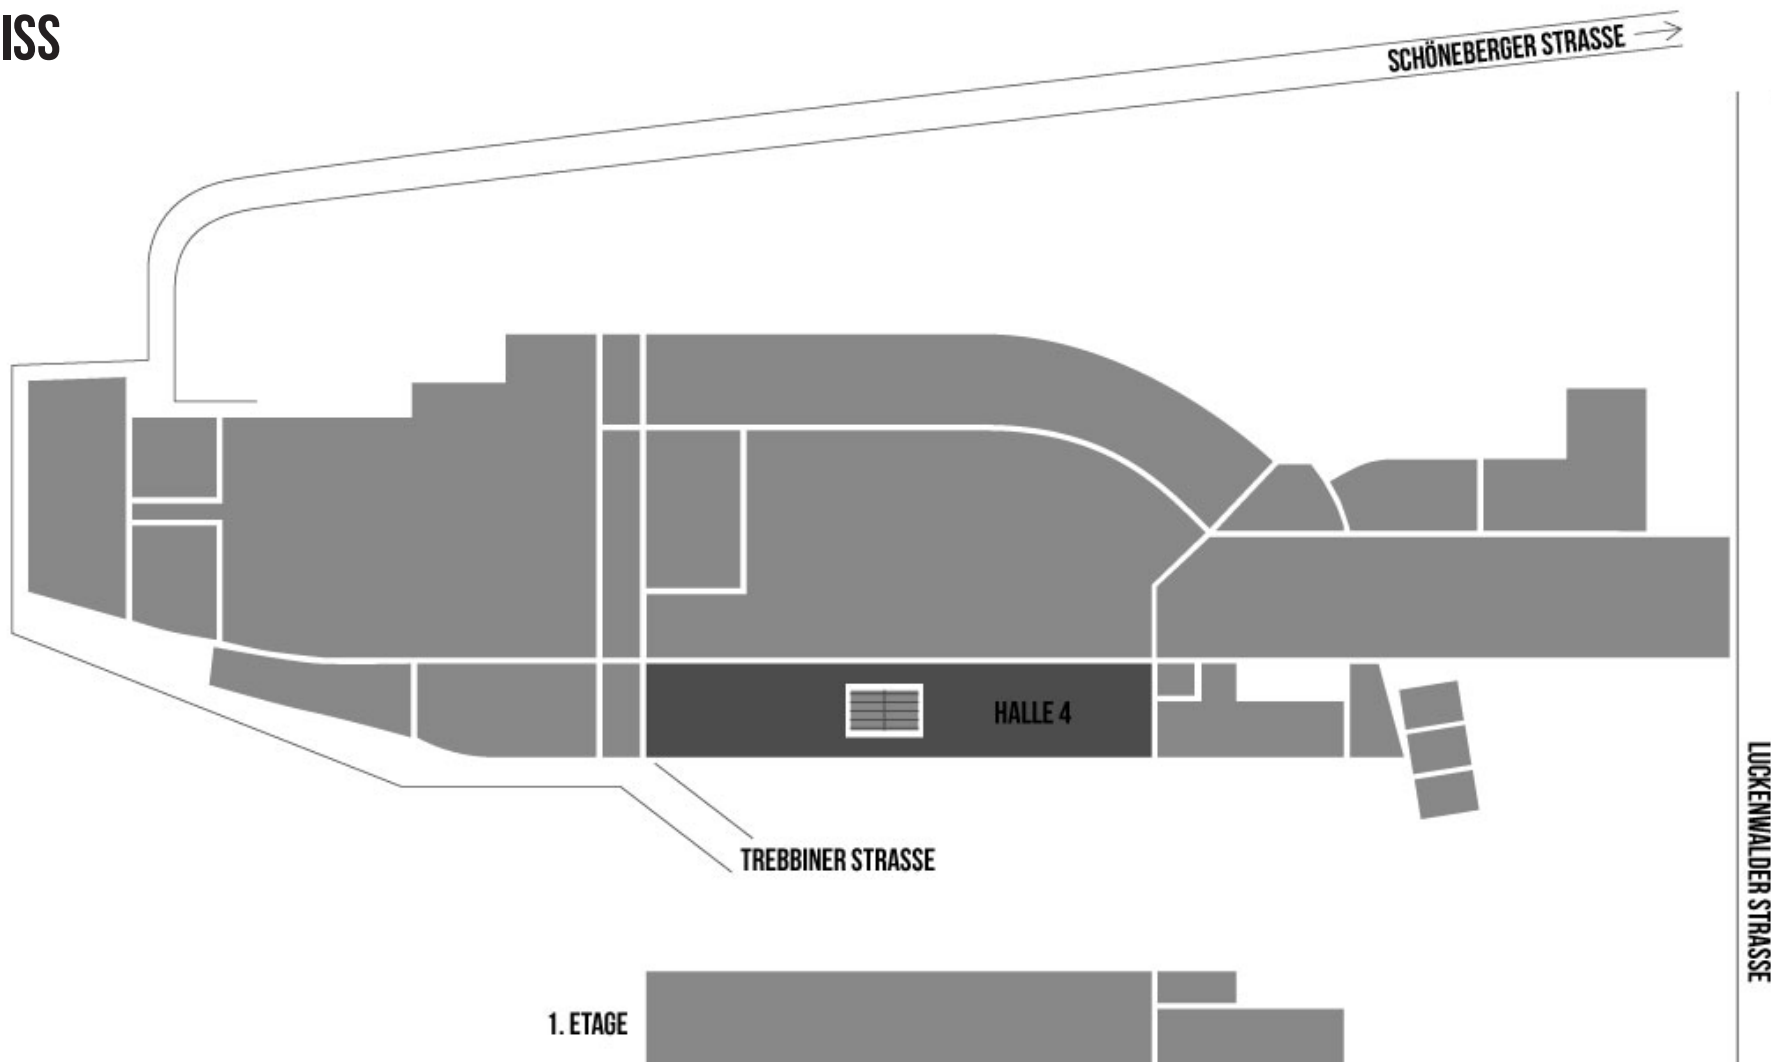 ISS
SCHÖNEBERGER STRASSE
HALLE 4
TREBBINER STRASSE
LUCKENWALDER STRASSE
1. ETAGE